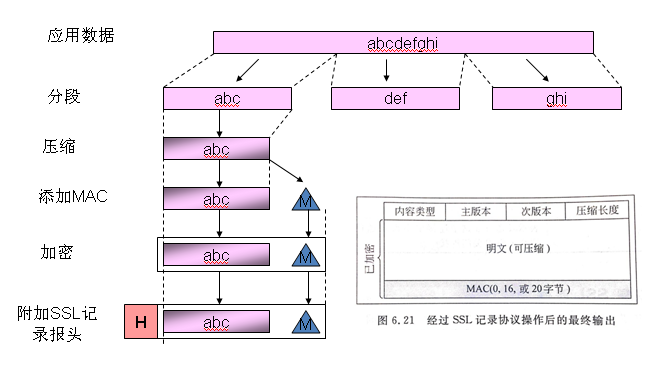 应用数据
abcdefghi
分段
abc
def
ghi
压缩
abc
添加MAC
abc
M
加密
abc
M
附加SSL记
录报头
H
abc
M
内容类型 主版本 次版本 压缩长度
已加密
明文(可压缩)
MAC(0, 16, 或 20 字节)
图 6.21 经过 SSL 记录协议操作后的最终输出